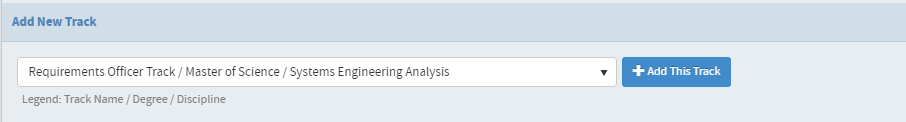 Add New Track
Requirements Officer Track / Master of Science / Systems Engineering Analysis
Add This Track
Legend: Track Name / Degree / Discipline